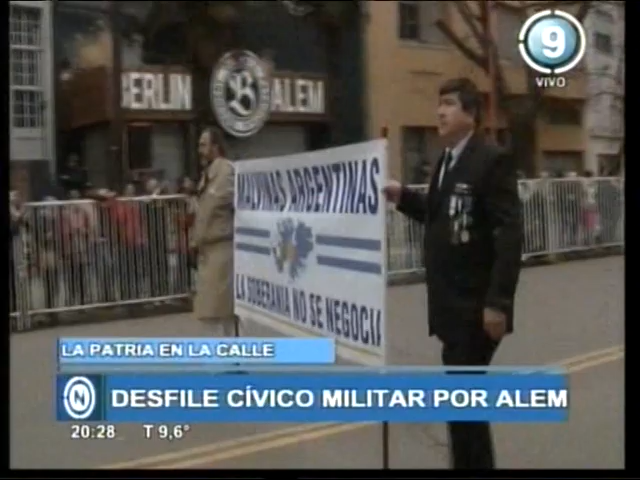 9
VIVO
BERLIN B ALEM
MALVINAS ARGENTINAS
LA SOBERANIA NO SE NEGOCIA
LA PATRIA EN LA CALLE
N DESFILE CÍVICO MILITAR POR ALEM
20:28 T 9,6°